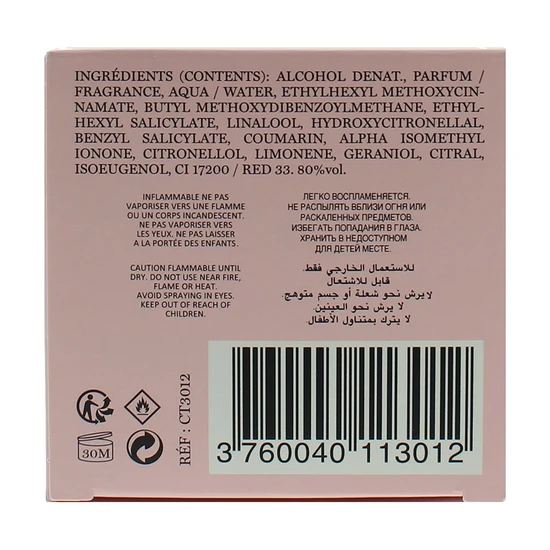 INGRÉDIENTS (CONTENTS): ALCOHOL DENAT., PARFUM /
FRAGRANCE, AQUA / WATER, ETHYLHEXYL METHOXYCIN-
NAMATE, BUTYL METHOXYDIBENZOYLMETHANE, ETHYL-
HEXYL SALICYLATE, LINALOOL, HYDROXYCITRONELLAL,
BENZYL SALICYLATE, COUMARIN, ALPHA ISOMETHYL
IONONE, CITRONELLOL, LIMONENE, GERANIOL, CITRAL,
ISOEUGENOL, CI 17200 / RED 33. 80%vol.
INFLAMMABLE NE PAS
VAPORISER VERS UNE FLAMME
OU UN CORPS INCANDESCENT.
NE PAS VAPORISER VERS
LES YEUX. NE PAS LAISSER
A LA PORTÉE DES ENFANTS.
ЛЕГКО ВОСПЛАМЕНЯЕТСЯ.
НЕ РАСПЫЛЯТЬ ВБЛИЗИ ОГНЯ ИЛИ
РАСКАЛЕННЫХ ПРЕДМЕТОВ.
ИЗБЕГАТЬ ПОПАДАНИЯ В ГЛАЗА.
ХРАНИТЬ В НЕДОСТУПНОМ
ДЛЯ ДЕТЕЙ МЕСТЕ.
CAUTION FLAMMABLE UNTIL
DRY. DO NOT USE NEAR FIRE,
FLAME OR HEAT.
AVOID SPRAYING IN EYES.
KEEP OUT OF REACH OF
CHILDREN.
للاستعمال الخارجي فقط.
قابل للاشتعال
لا يرش نحو شعلة أو جسم متوهج.
لا يرش نحو العينين.
لا يترك بمتناول الأطفال.
30M
RÉF : CT3012
3 760040 113012